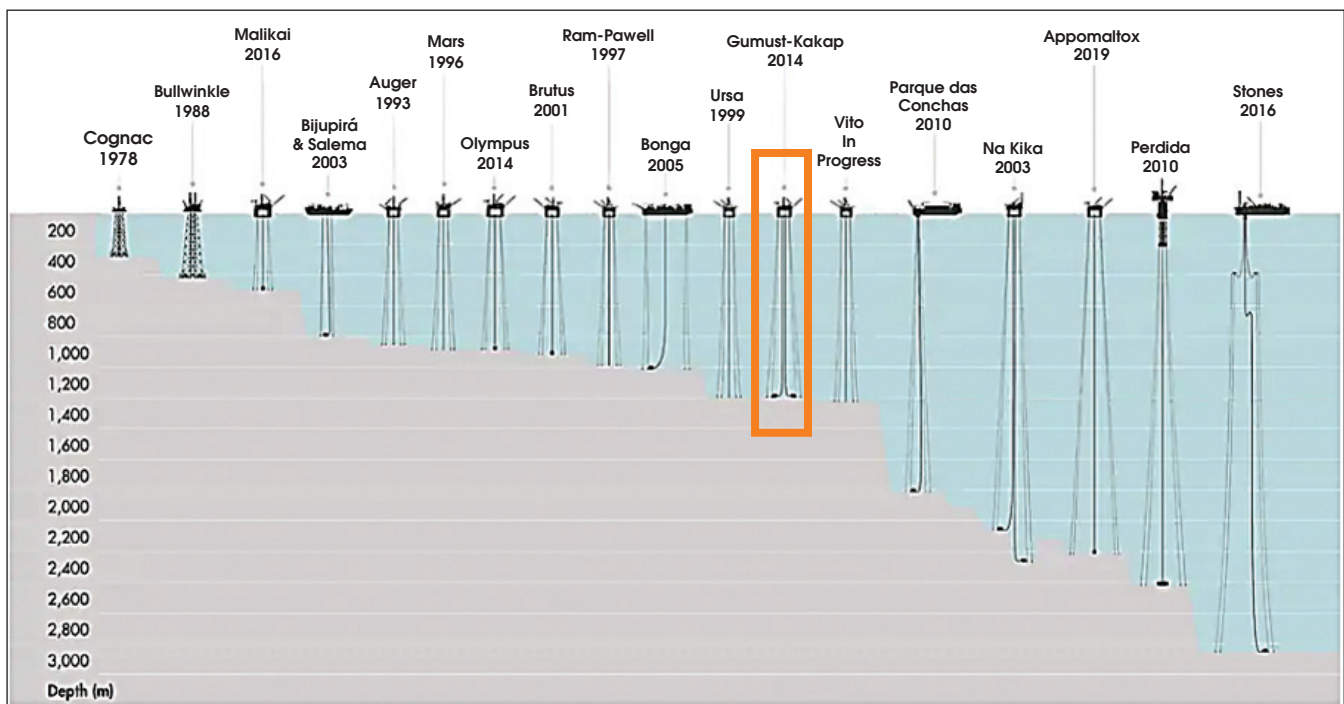 Cognac
1978
Bullwinkle
1988
Malikai
2016
Bijupirá
& Salema
2003
Auger
1993
Mars
1996
Olympus
2014
Brutus
2001
Ram-Pawell
1997
Bonga
2005
Ursa
1999
Gumust-Kakap
2014
Vito
In
Progress
Parque das
Conchas
2010
Na Kika
2003
Appomaltox
2019
Perdida
2010
Stones
2016
200
400
600
800
1,000
1,200
1,400
1,600
1,800
2,000
2,200
2,400
2,600
2,800
3,000
Depth (m)